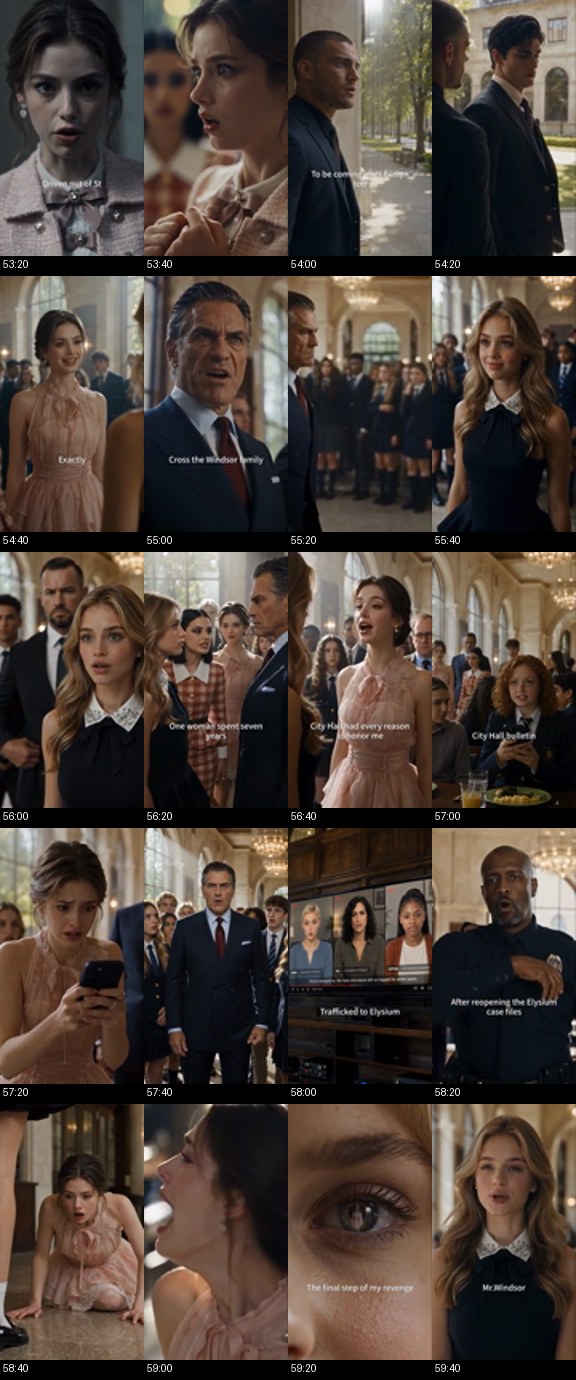 Driven out of St
To be coming
53:20
53:40
54:00
54:20
Exactly
Cross the Windsor family
54:40
55:00
55:20
55:40
One woman spent seven
years
City Hall had every reason
to honor me
City Hall bulletin
56:00
56:20
56:40
57:00
Trafficked to Elysium
After reopening the Elysium
case files
57:20
57:40
58:00
58:20
The final step of my revenge
Mr.Windsor
58:40
59:00
59:20
59:40